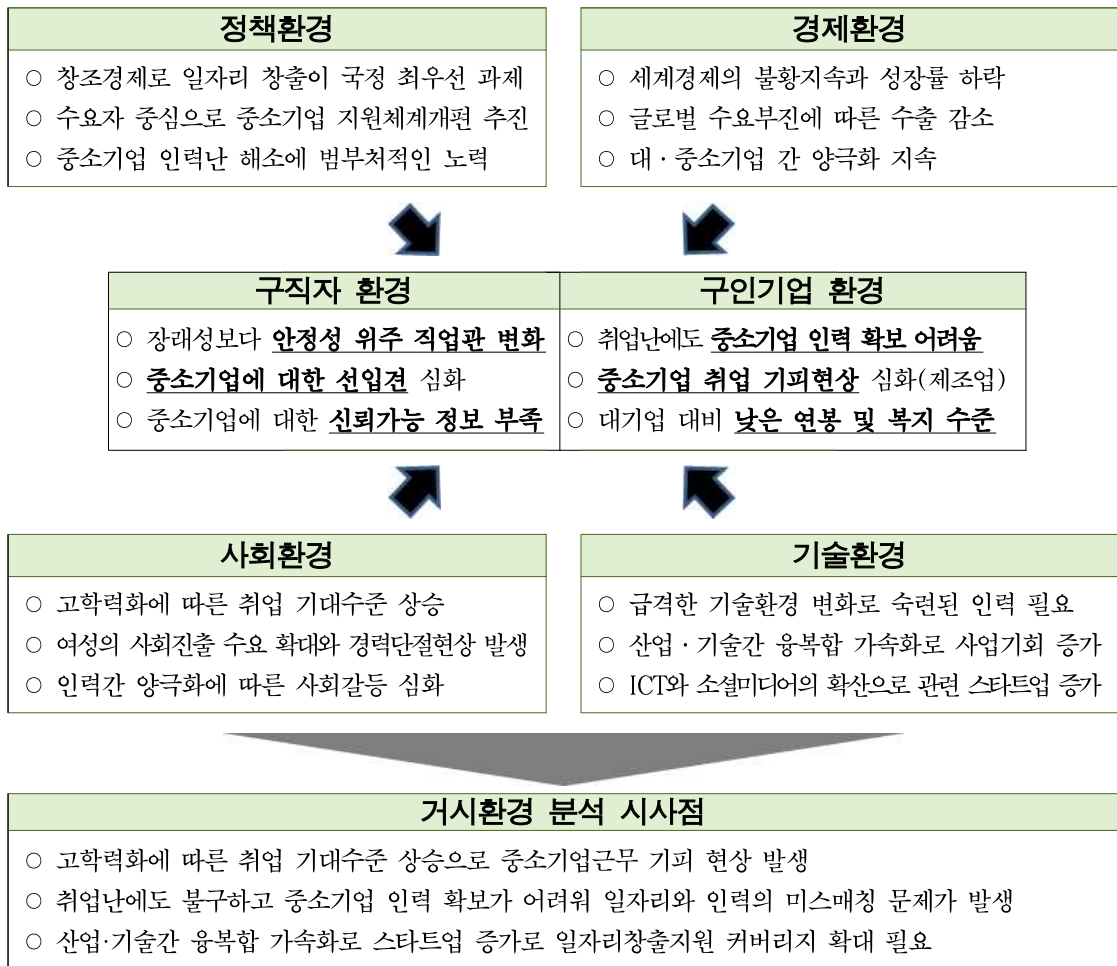 정책환경
○ 창조경제로 일자리 창출이 국정 최우선 과제
○ 수요자 중심으로 중소기업 지원체계개편 추진
○ 중소기업 인력난 해소에 범부처적인 노력
경제환경
○ 세계경제의 불황지속과 성장률 하락
○ 글로벌 수요부진에 따른 수출 감소
○ 대·중소기업 간 양극화 지속
구직자 환경
○ 장래성보다 안정성 위주 직업관 변화
○ 중소기업에 대한 선입견 심화
○ 중소기업에 대한 신뢰가능 정보 부족
구인기업 환경
○ 취업난에도 중소기업 인력 확보 어려움
○ 중소기업 취업 기피현상 심화(제조업)
○ 대기업 대비 낮은 연봉 및 복지 수준
사회환경
○ 고학력화에 따른 취업 기대수준 상승
○ 여성의 사회진출 수요 확대와 경력단절현상 발생
○ 인력간 양극화에 따른 사회갈등 심화
기술환경
○ 급격한 기술환경 변화로 숙련된 인력 필요
○ 산업·기술간 융복합 가속화로 사업기회 증가
○ ICT와 소셜미디어의 확산으로 관련 스타트업 증가
거시환경 분석 시사점
○ 고학력화에 따른 취업 기대수준 상승으로 중소기업근무 기피 현상 발생
○ 취업난에도 불구하고 중소기업 인력 확보가 어려워 일자리와 인력의 미스매칭 문제가 발생
○ 산업·기술간 융복합 가속화로 스타트업 증가로 일자리창출지원 커버리지 확대 필요